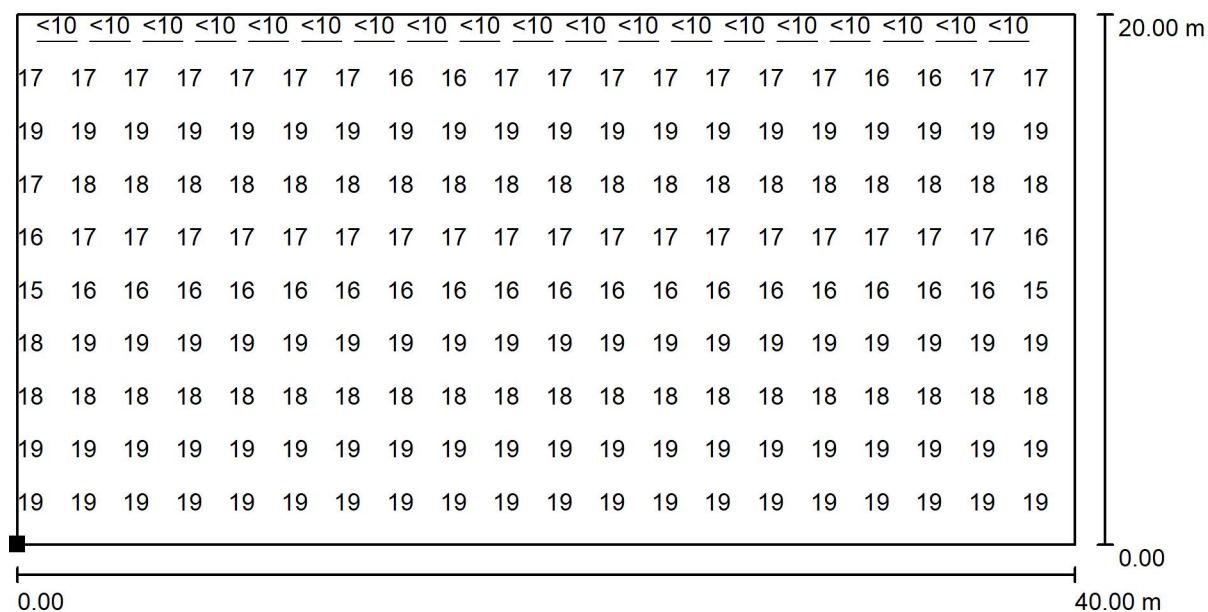 <10 <10 <10 <10 <10 <10 <10 <10 <10 <10 <10 <10 <10 <10 <10 <10 <10 <10 <10 20.00 m
17 17 17 17 17 17 17 16 16 17 17 17 17 17 17 17 16 16 17 17
19 19 19 19 19 19 19 19 19 19 19 19 19 19 19 19 19 19 19 19
17 18 18 18 18 18 18 18 18 18 18 18 18 18 18 18 18 18 18 18
16 17 17 17 17 17 17 17 17 17 17 17 17 17 17 17 17 17 17 16
15 16 16 16 16 16 16 16 16 16 16 16 16 16 16 16 16 16 16 15
18 19 19 19 19 19 19 19 19 19 19 19 19 19 19 19 19 19 19 19
18 18 18 18 18 18 18 18 18 18 18 18 18 18 18 18 18 18 18 18
19 19 19 19 19 19 19 19 19 19 19 19 19 19 19 19 19 19 19 19
19 19 19 19 19 19 19 19 19 19 19 19 19 19 19 19 19 19 19 19
0.00
0.00 40.00 m